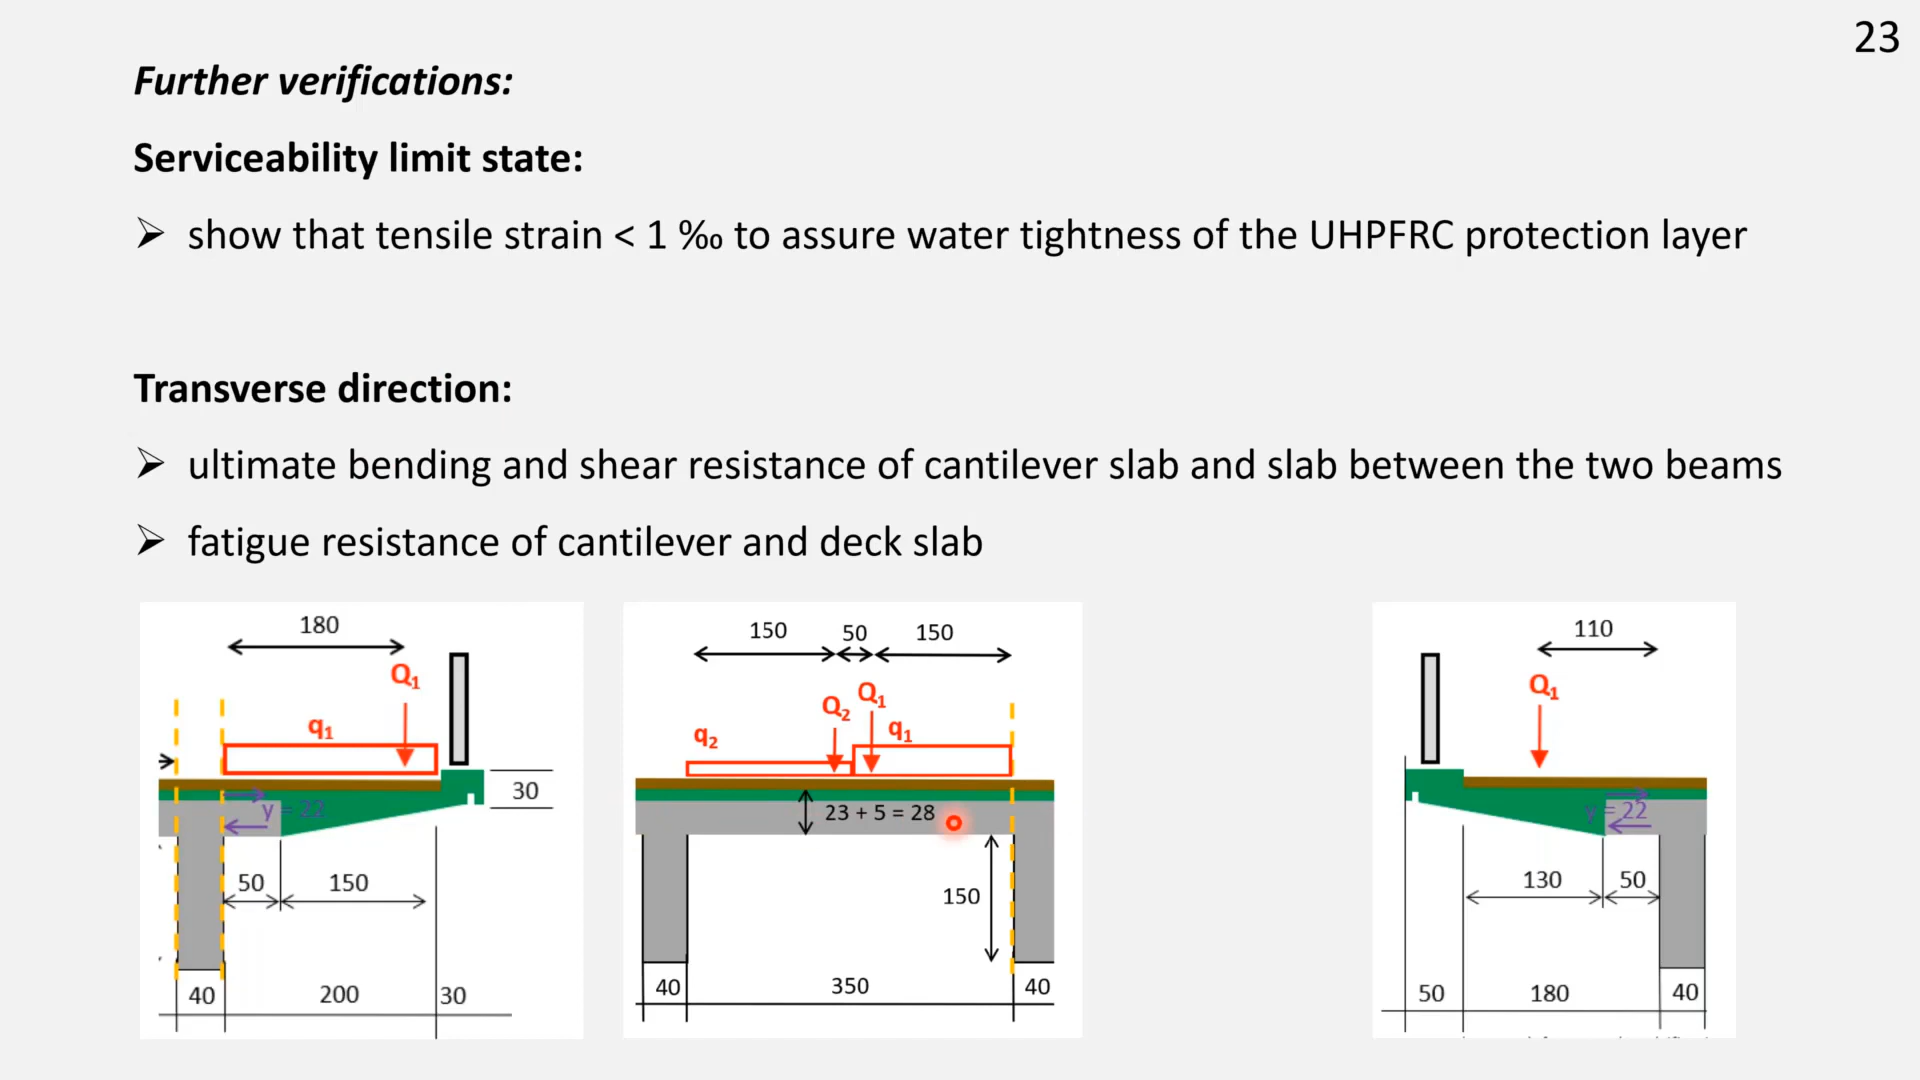 23
Further verifications:
Serviceability limit state:
➢ show that tensile strain < 1 ‰ to assure water tightness of the UHPFRC protection layer
Transverse direction:
➢ ultimate bending and shear resistance of cantilever slab and slab between the two beams
➢ fatigue resistance of cantilever and deck slab
180
Q₁
q₁
30
y = 22
50 150
40 200 30
150 50 150
Q₂ Q₁
q₂ q₁
23 + 5 = 28
150
40 350 40
110
Q₁
y = 22
130 50
50 180 40